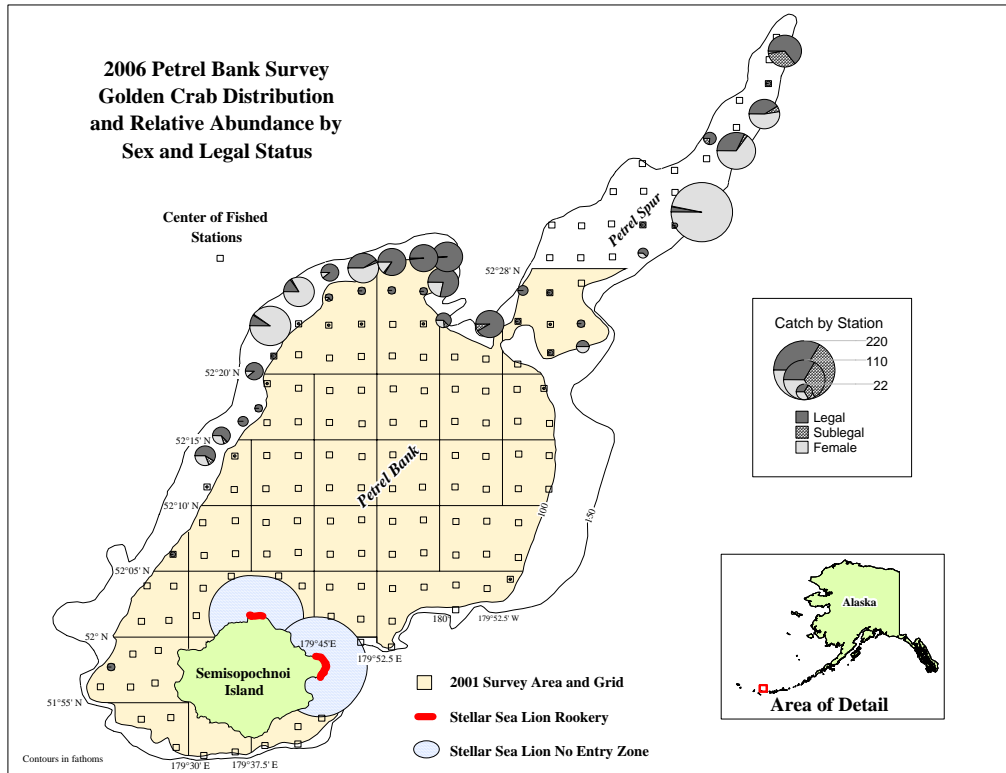 2006 Petrel Bank Survey
Golden Crab Distribution
and Relative Abundance by
Sex and Legal Status
Center of Fished
Stations
Petrel Spur
52°28' N
Catch by Station
220
110
22
Legal
Sublegal
Female
52°20' N
52°15' N
Petrel Bank
52°10' N
100
150
52°05' N
180°
179°52.5' W
52° N
179°45'E
179°52.5 E
Semisopochnoi
Island
51°55' N
2001 Survey Area and Grid
Stellar Sea Lion Rookery
Stellar Sea Lion No Entry Zone
Contours in fathoms
179°30' E
179°37.5' E
Alaska
Area of Detail